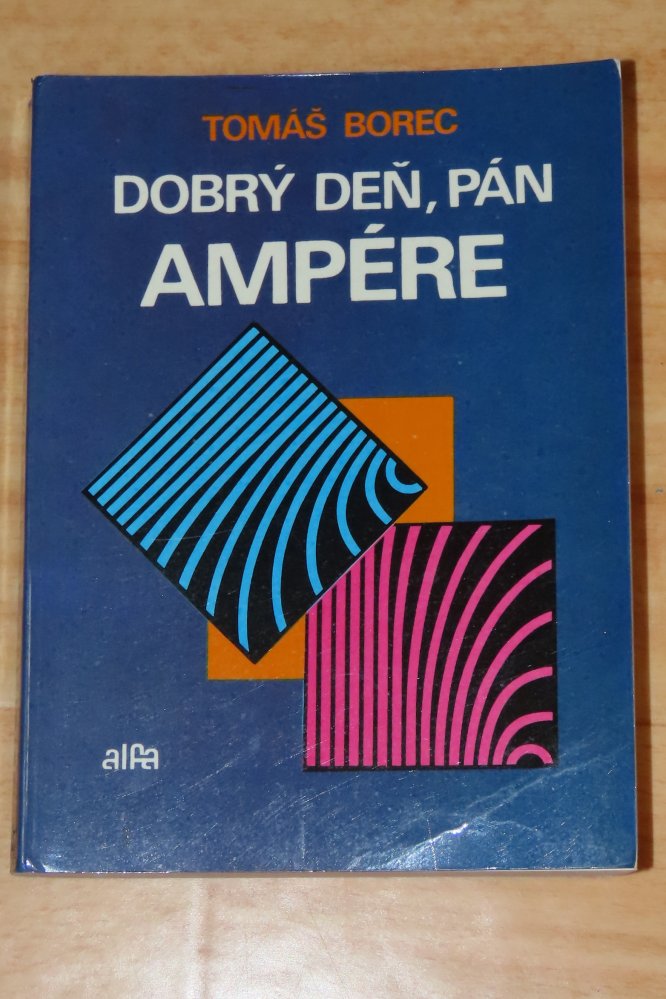 TOMÁŠ BOREC
DOBRÝ DEŇ, PÁN
AMPÉRE
alfa